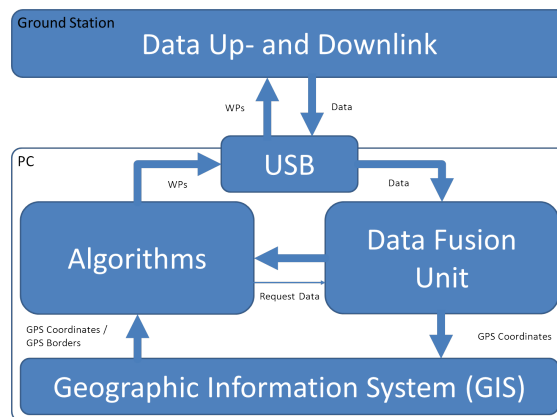 Ground Station
Data Up- and Downlink
WPs
Data
PC
USB
WPs
Data
Algorithms
Data Fusion
Unit
Request Data
GPS Coordinates /
GPS Borders
GPS Coordinates
Geographic Information System (GIS)